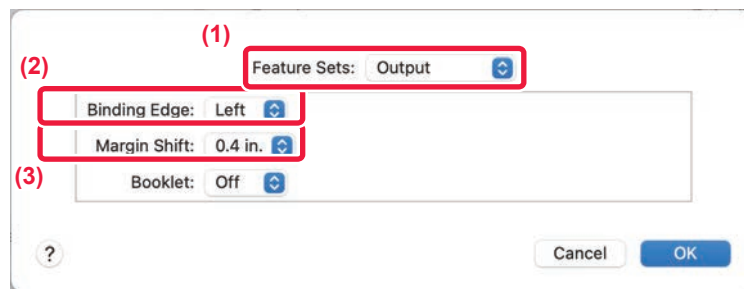 (1)
(2)
Feature Sets: Output
Binding Edge: Left
Margin Shift: 0.4 in.
(3)
Booklet: Off
? Cancel OK